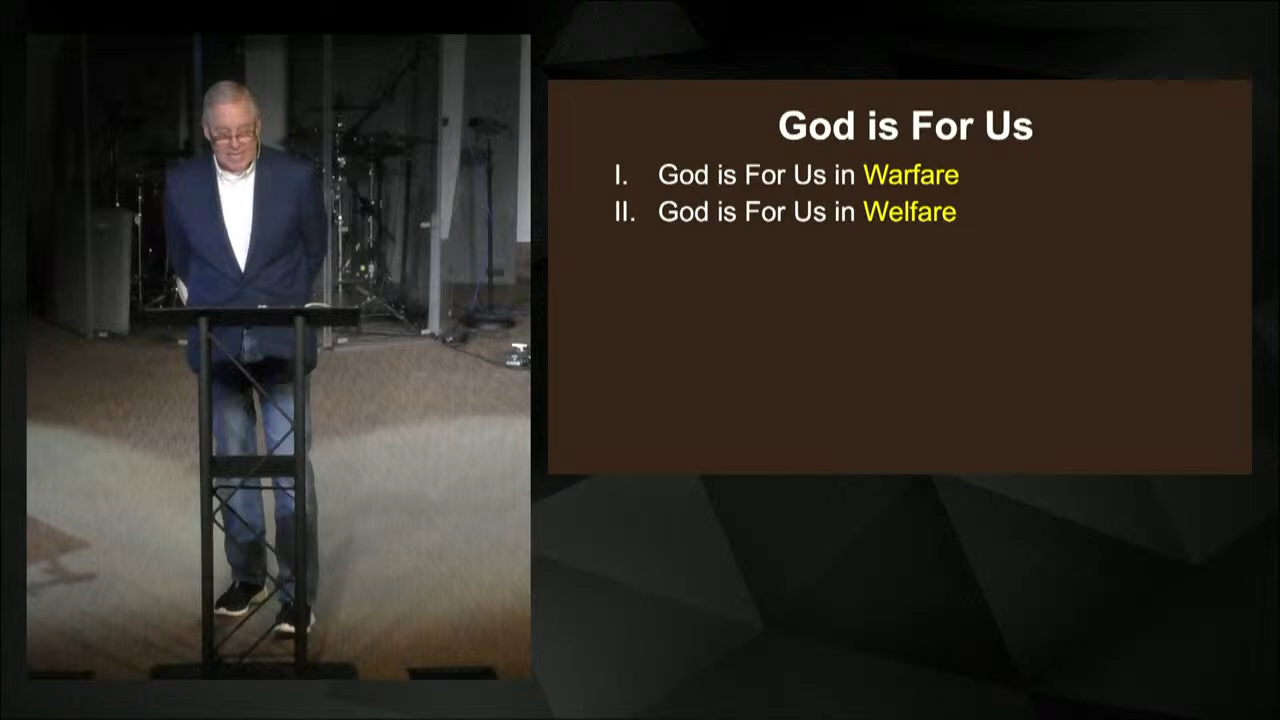 God is For Us
I. God is For Us in Warfare
II. God is For Us in Welfare